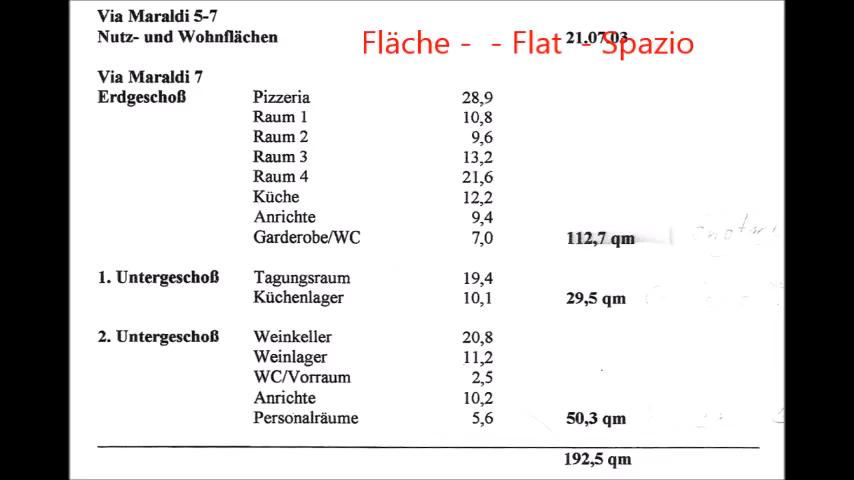 Via Maraldi 5-7
Nutz- und Wohnflächen 21.07.03
Fläche - - Flat - Spazio
Via Maraldi 7
Erdgeschoß Pizzeria 28,9
Raum 1 10,8
Raum 2 9,6
Raum 3 13,2
Raum 4 21,6
Küche 12,2
Anrichte 9,4
Garderobe/WC 7,0 112,7 qm
1. Untergeschoß Tagungsraum 19,4
Küchenlager 10,1 29,5 qm
2. Untergeschoß Weinkeller 20,8
Weinlager 11,2
WC/Vorraum 2,5
Anrichte 10,2
Personalräume 5,6 50,3 qm
192,5 qm